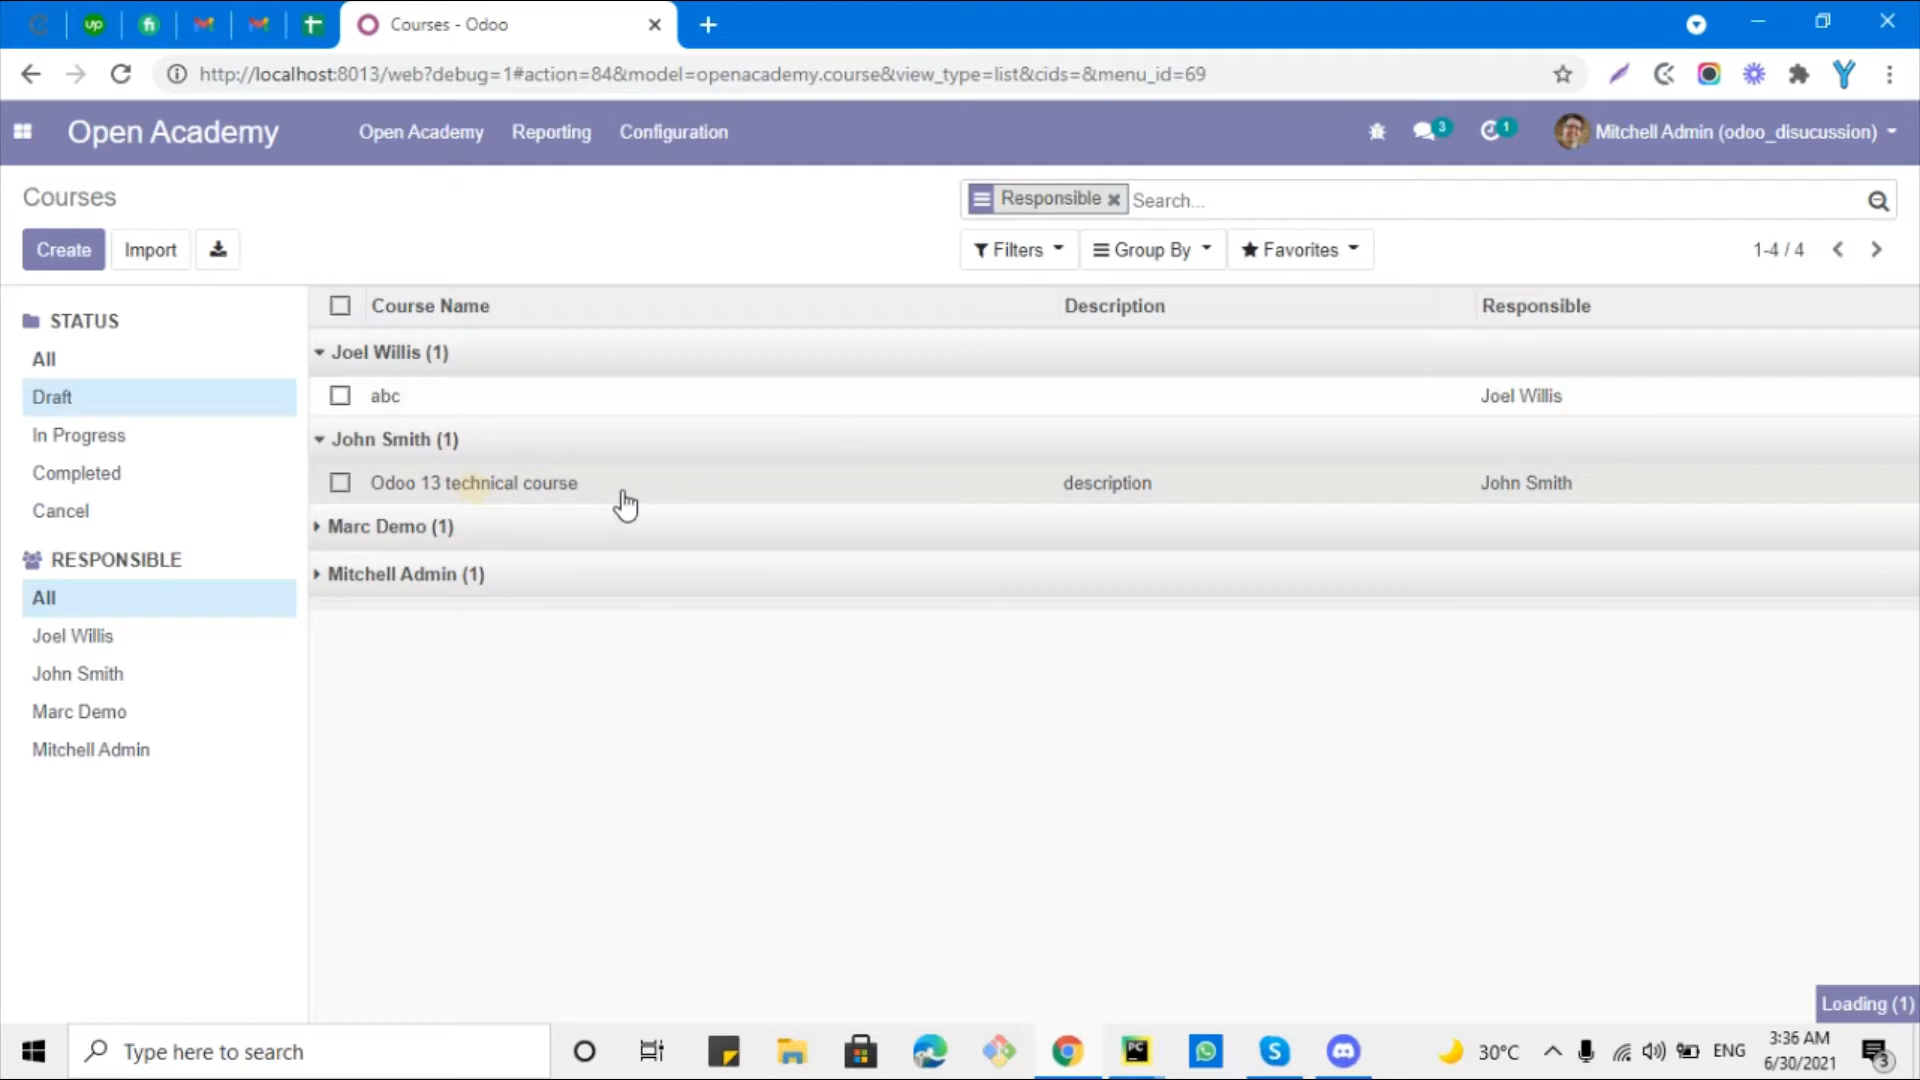 up
Courses - Odoo
http://localhost:8013/web?debug=1#action=84&model=openacademy.course&view_type=list&cids=&menu_id=69
Open Academy
Open Academy Reporting Configuration
3
1
Mitchell Admin (odoo_disucussion)
Courses
Responsible Search...
Create Import
Filters Group By Favorites
1-4 / 4
STATUS
All
Draft
In Progress
Completed
Cancel
RESPONSIBLE
All
Joel Willis
John Smith
Marc Demo
Mitchell Admin
Course Name Description Responsible
Joel Willis (1)
abc Joel Willis
John Smith (1)
Odoo 13 technical course description John Smith
Marc Demo (1)
Mitchell Admin (1)
Loading (1)
Type here to search
PC
S
30°C
ENG
3:36 AM
6/30/2021
3